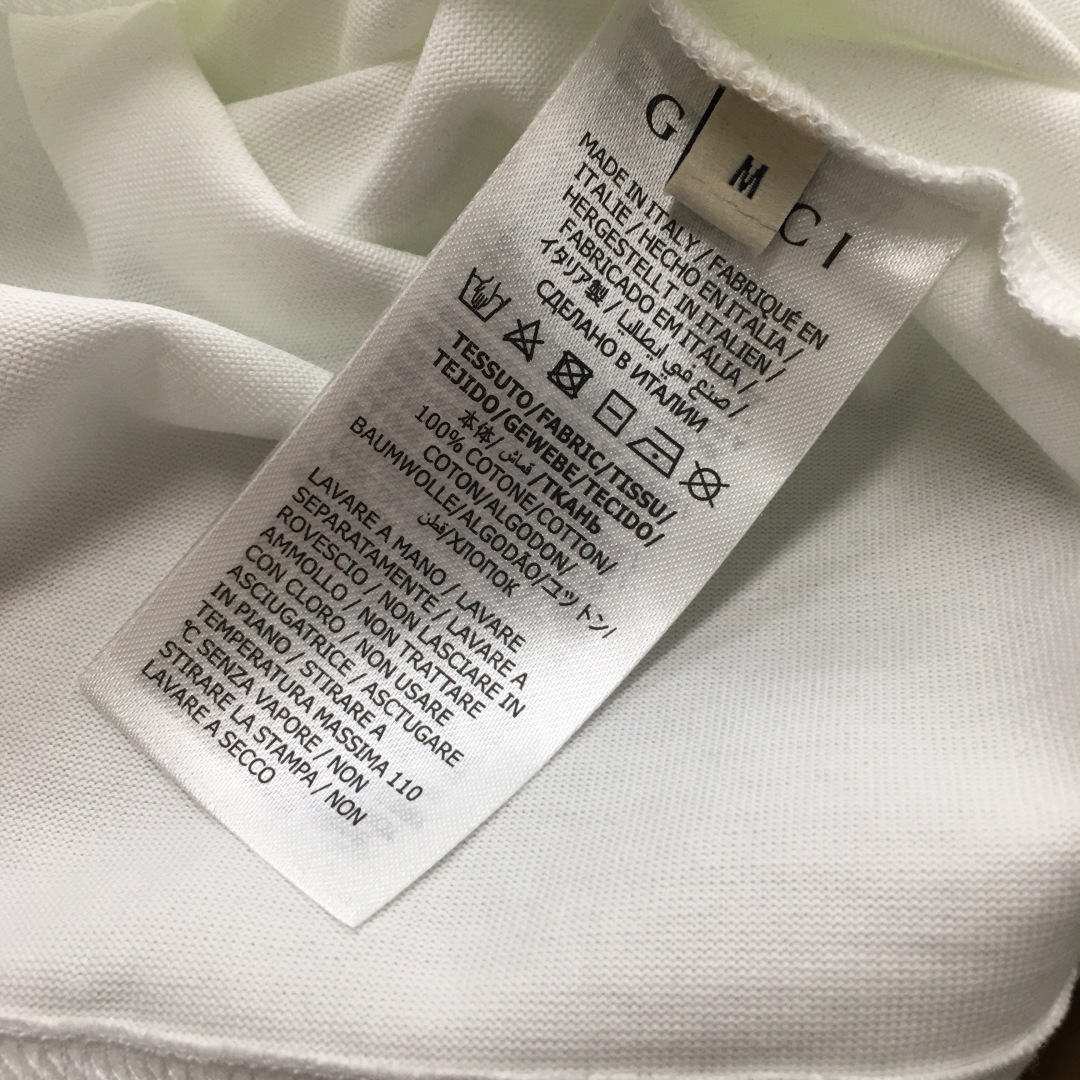 G
M
CI
MADE IN ITALY / FABRIQUÉ EN
ITALIE / HECHO EN ITALIA /
HERGESTELLT IN ITALIEN /
FABRICADO EM ITÁLIA /
イタリア製 / صنع في ايطاليا /
СДЕЛАНО В ИТАЛИИ
TESSUTO/FABRIC/TISSU/
TEJIDO/GEWEBE/TECIDO/
本体/قماش/ТКАНЬ
100% COTONE/COTTON/
COTON/ALGODON/
BAUMWOLLE/ALGODÃO/ユットン/
قطن/ХЛОПОК
LAVARE A MANO / LAVARE
SEPARATAMENTE / LAVARE A
ROVESCIO / NON LASCIARE IN
AMMOLLO / NON TRATTARE
CON CLORO / NON USARE
ASCIUGATRICE / ASCTUGARE
IN PIANO / STIRARE A
TEMPERATURA MASSIMA 110
℃ SENZA VAPORE / NON
STIRARE LA STAMPA / NON
LAVARE A SECCO